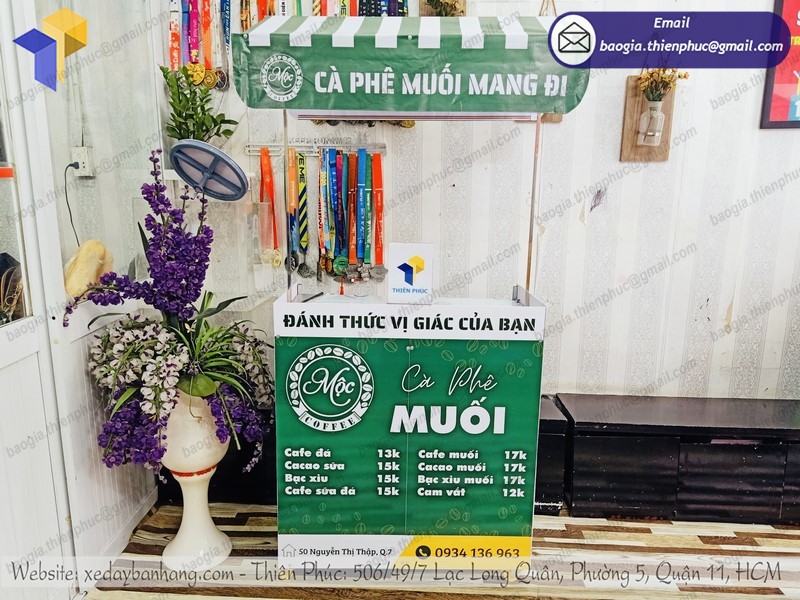 Email
baogia.thienphuc@gmail.com
Mộc
COFFEE
CÀ PHÊ MUỐI MANG ĐI
THIÊN PHÚC
ĐÁNH THỨC VỊ GIÁC CỦA BẠN
Mộc
COFFEE
Cà Phê
MUỐI
Cafe đá 13k
Cacao sữa 15k
Bạc xỉu 15k
Cafe sữa đá 15k
Cafe muối 17k
Cacao muối 17k
Bạc xỉu muối 17k
Cam vắt 12k
50 Nguyễn Thị Thập, Q.7
0934 136 963
Website: xedaybanhang.com - Thiên Phúc: 506/49/7 Lạc Long Quân, Phường 5, Quận 11, HCM